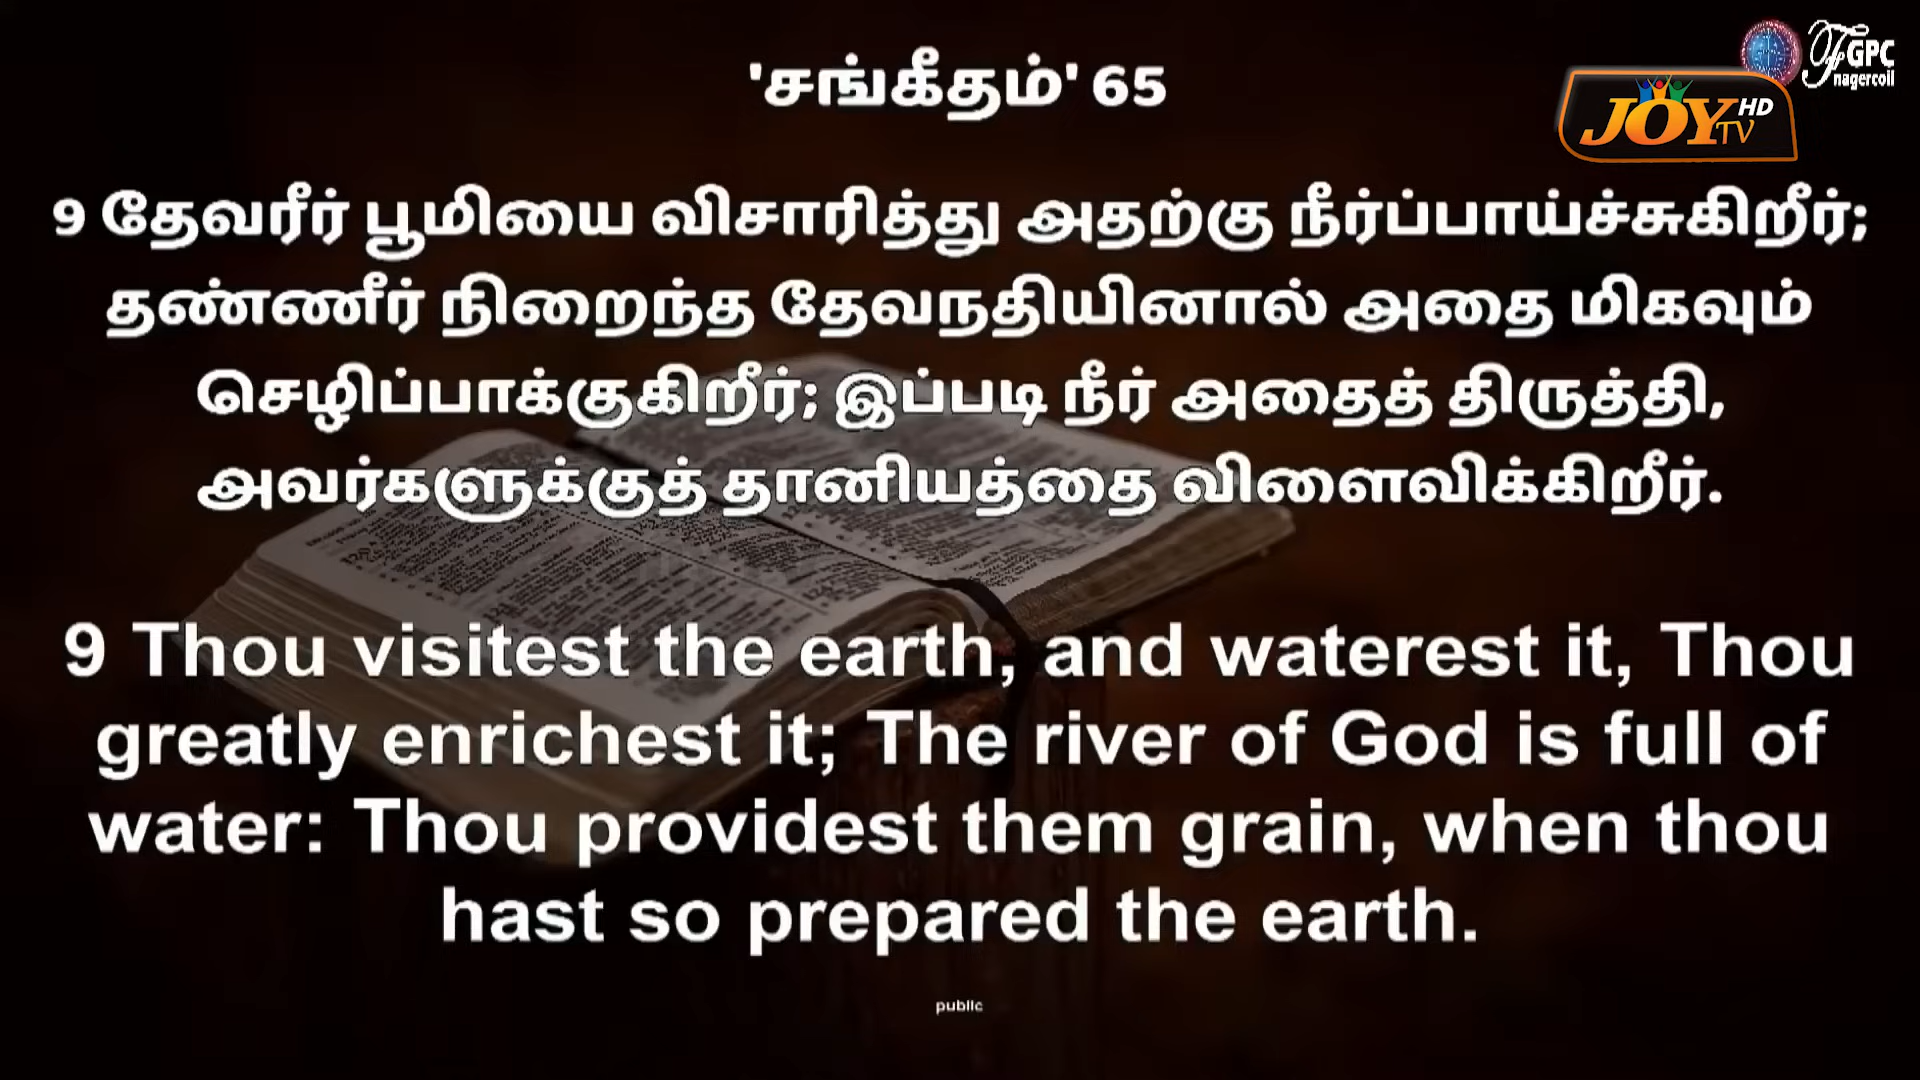 'சங்கீதம்' 65
FGPC
nagercoil
JOY TV HD
9 தேவரீர் பூமியை விசாரித்து அதற்கு நீர்ப்பாய்ச்சுகிறீர்;
தண்ணீர் நிறைந்த தேவநதியினால் அதை மிகவும்
செழிப்பாக்குகிறீர்; இப்படி நீர் அதைத் திருத்தி,
அவர்களுக்குத் தானியத்தை விளைவிக்கிறீர்.
9 Thou visitest the earth, and waterest it, Thou
greatly enrichest it; The river of God is full of
water: Thou providest them grain, when thou
hast so prepared the earth.
public